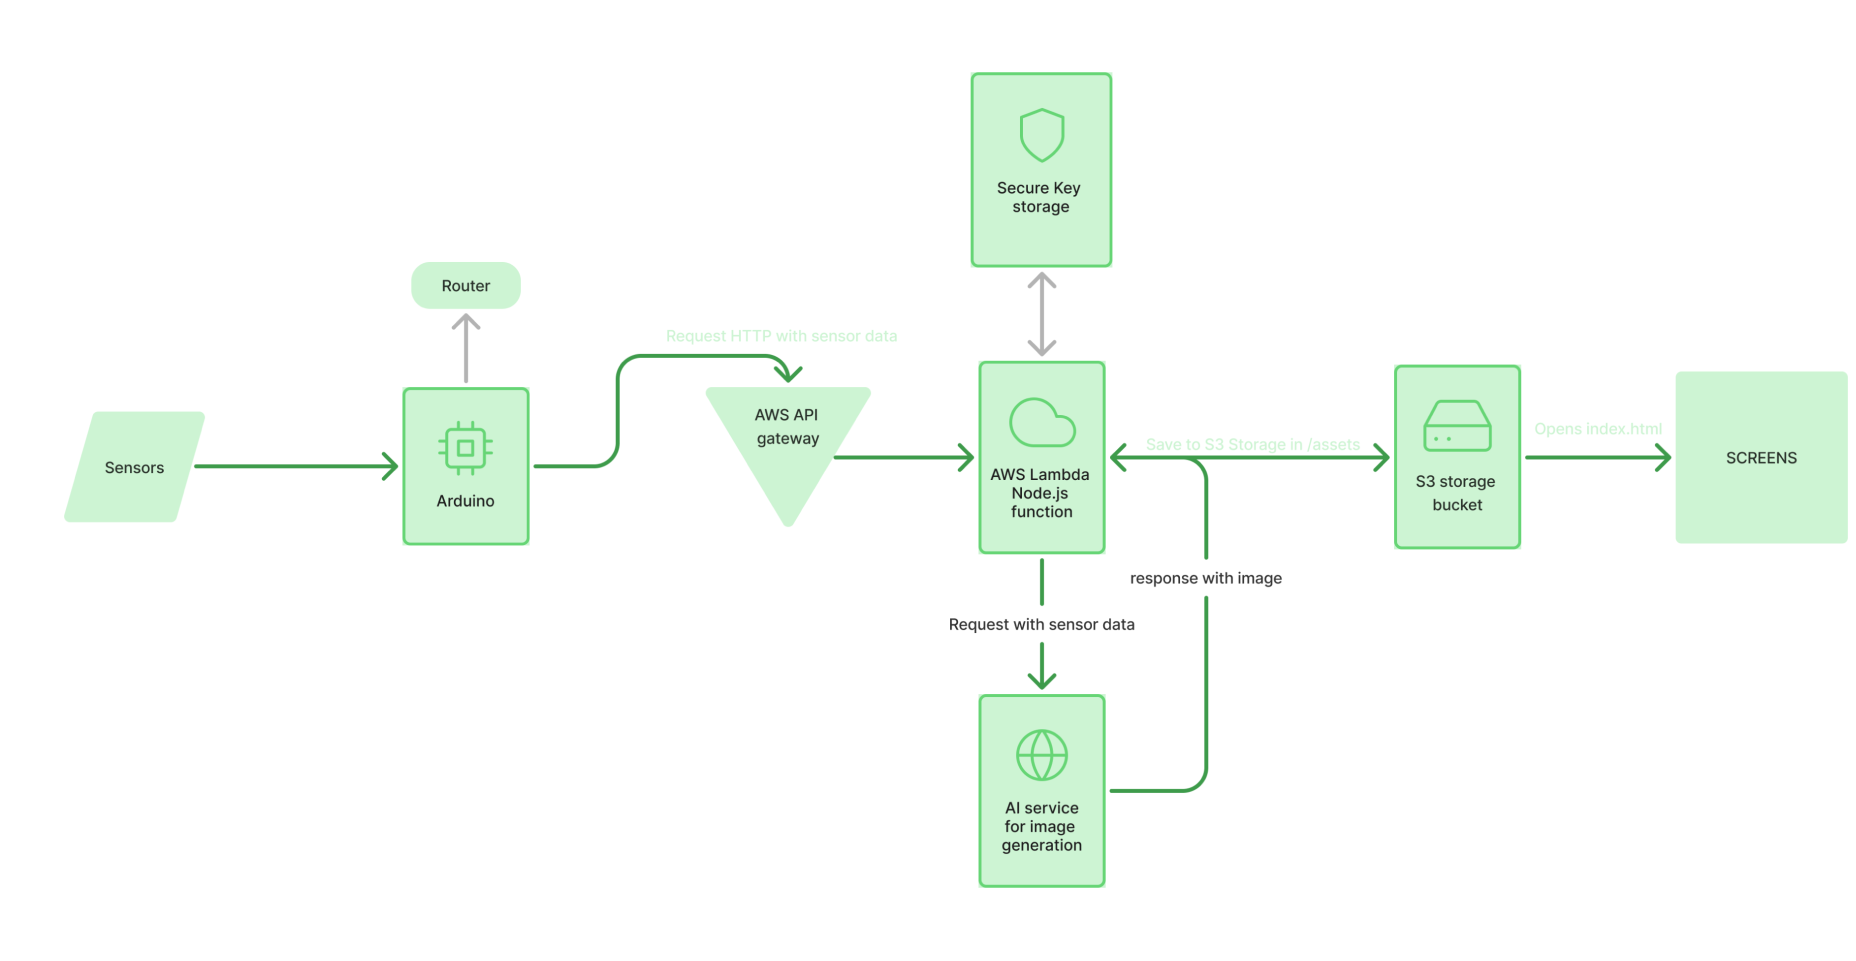 Secure Key
storage
Router
Request HTTP with sensor data
AWS API
gateway
Sensors
Arduino
AWS Lambda
Node.js
function
Save to S3 Storage in /assets
S3 storage
bucket
Opens index.html
SCREENS
response with image
Request with sensor data
AI service
for image
generation